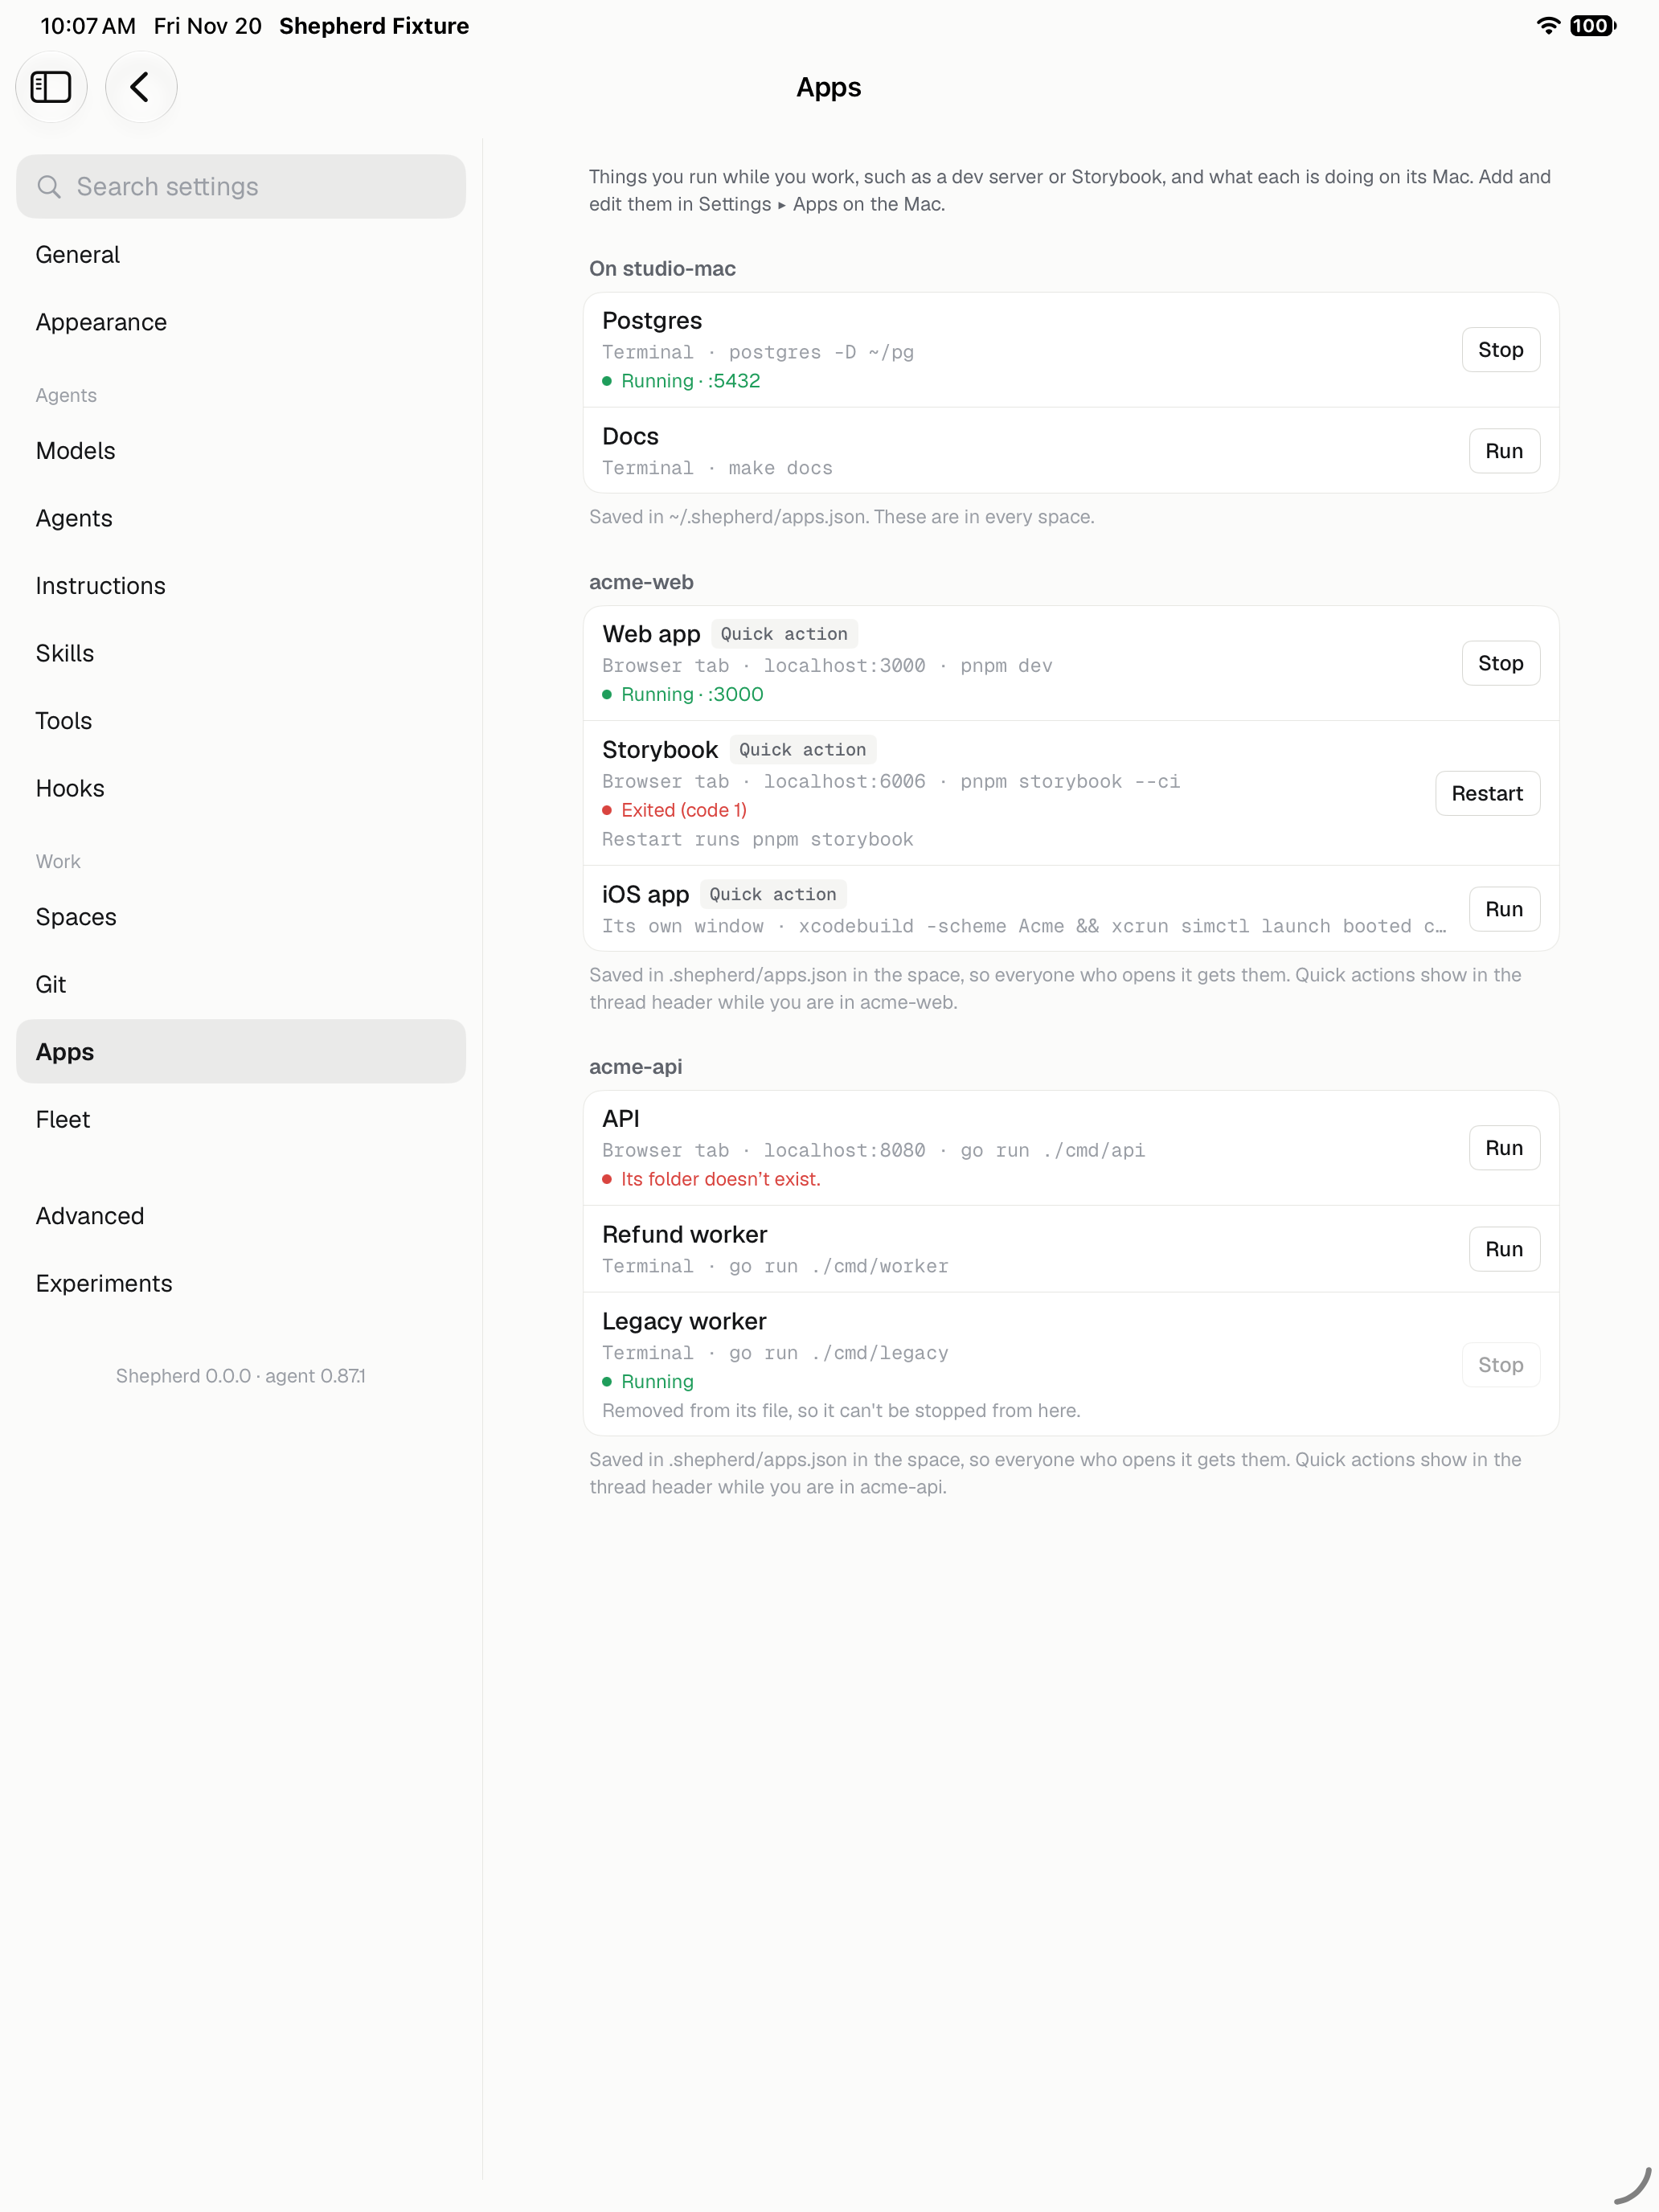 10:07 AM Fri Nov 20 Shepherd Fixture
100
Apps
Search settings
General
Appearance
Agents
Models
Agents
Instructions
Skills
Tools
Hooks
Work
Spaces
Git
Apps
Fleet
Advanced
Experiments
Shepherd 0.0.0 · agent 0.87.1
Things you run while you work, such as a dev server or Storybook, and what each is doing on its Mac. Add and
edit them in Settings ▸ Apps on the Mac.
On studio-mac
Postgres
Terminal · postgres -D ~/pg
Running · :5432
Stop
Docs
Terminal · make docs
Run
Saved in ~/.shepherd/apps.json. These are in every space.
acme-web
Web app Quick action
Browser tab · localhost:3000 · pnpm dev
Running · :3000
Stop
Storybook Quick action
Browser tab · localhost:6006 · pnpm storybook --ci
Exited (code 1)
Restart runs pnpm storybook
Restart
iOS app Quick action
Its own window · xcodebuild -scheme Acme && xcrun simctl launch booted c…
Run
Saved in .shepherd/apps.json in the space, so everyone who opens it gets them. Quick actions show in the
thread header while you are in acme-web.
acme-api
API
Browser tab · localhost:8080 · go run ./cmd/api
Its folder doesn’t exist.
Run
Refund worker
Terminal · go run ./cmd/worker
Run
Legacy worker
Terminal · go run ./cmd/legacy
Running
Removed from its file, so it can't be stopped from here.
Stop
Saved in .shepherd/apps.json in the space, so everyone who opens it gets them. Quick actions show in the
thread header while you are in acme-api.